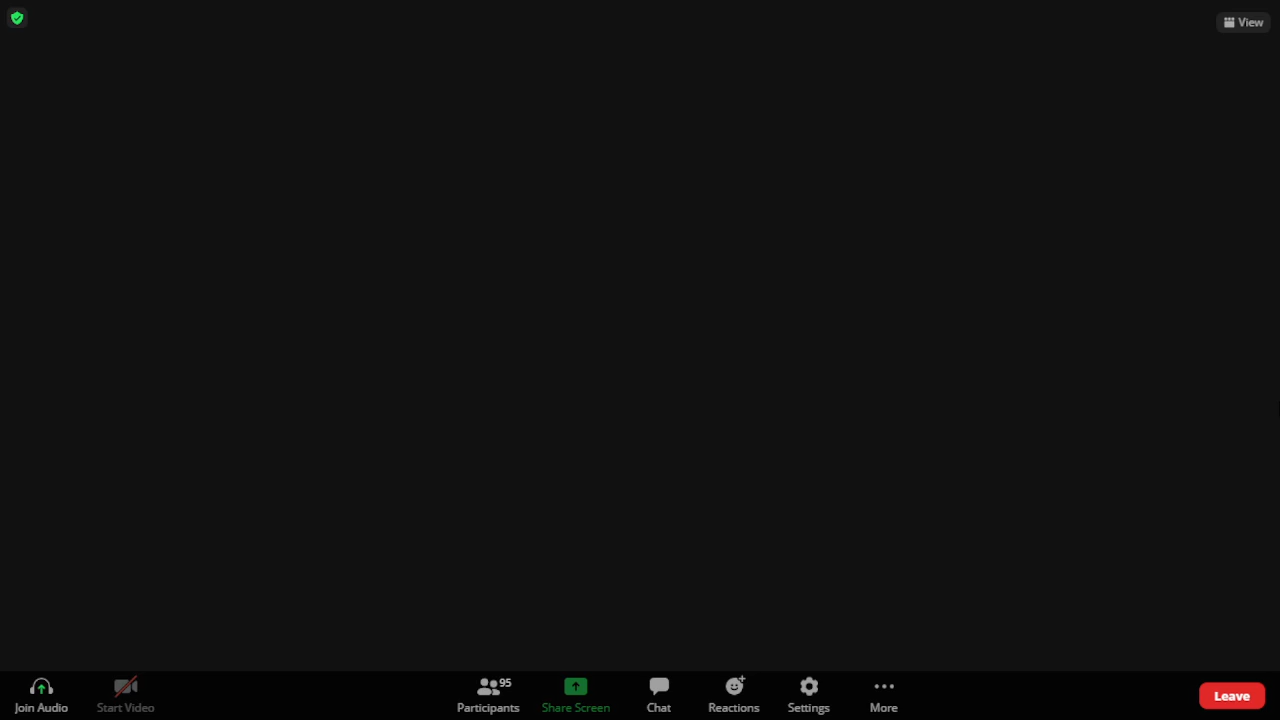 View
Join Audio
Start Video
Participants
95
Share Screen
Chat
Reactions
Settings
More
Leave